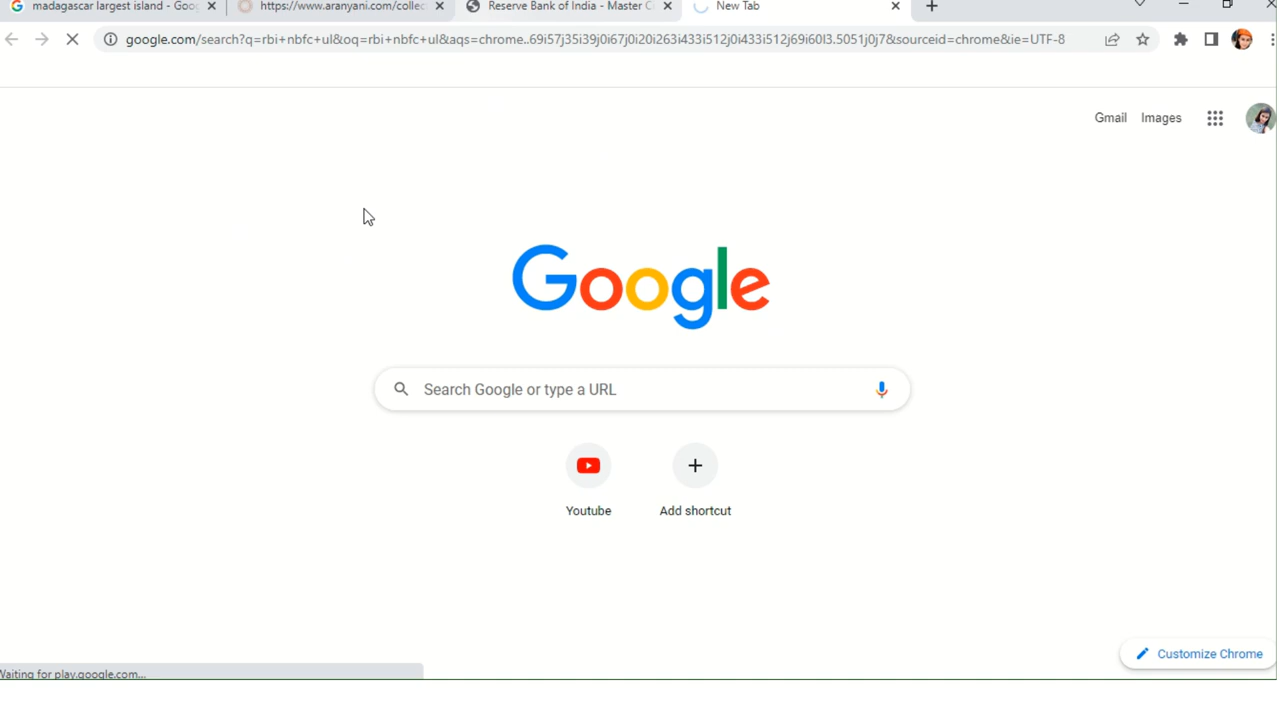 madagascar largest island - Goog
https://www.aranyani.com/collec
Reserve Bank of India - Master C
New Tab
google.com/search?q=rbi+nbfc+ul&oq=rbi+nbfc+ul&aqs=chrome..69i57j35i39j0i67j0i20i263i433i512j0i433i512j69i60l3.5051j0j7&sourceid=chrome&ie=UTF-8
Gmail Images
Google
Search Google or type a URL
Youtube
Add shortcut
Customize Chrome
Waiting for play.google.com...